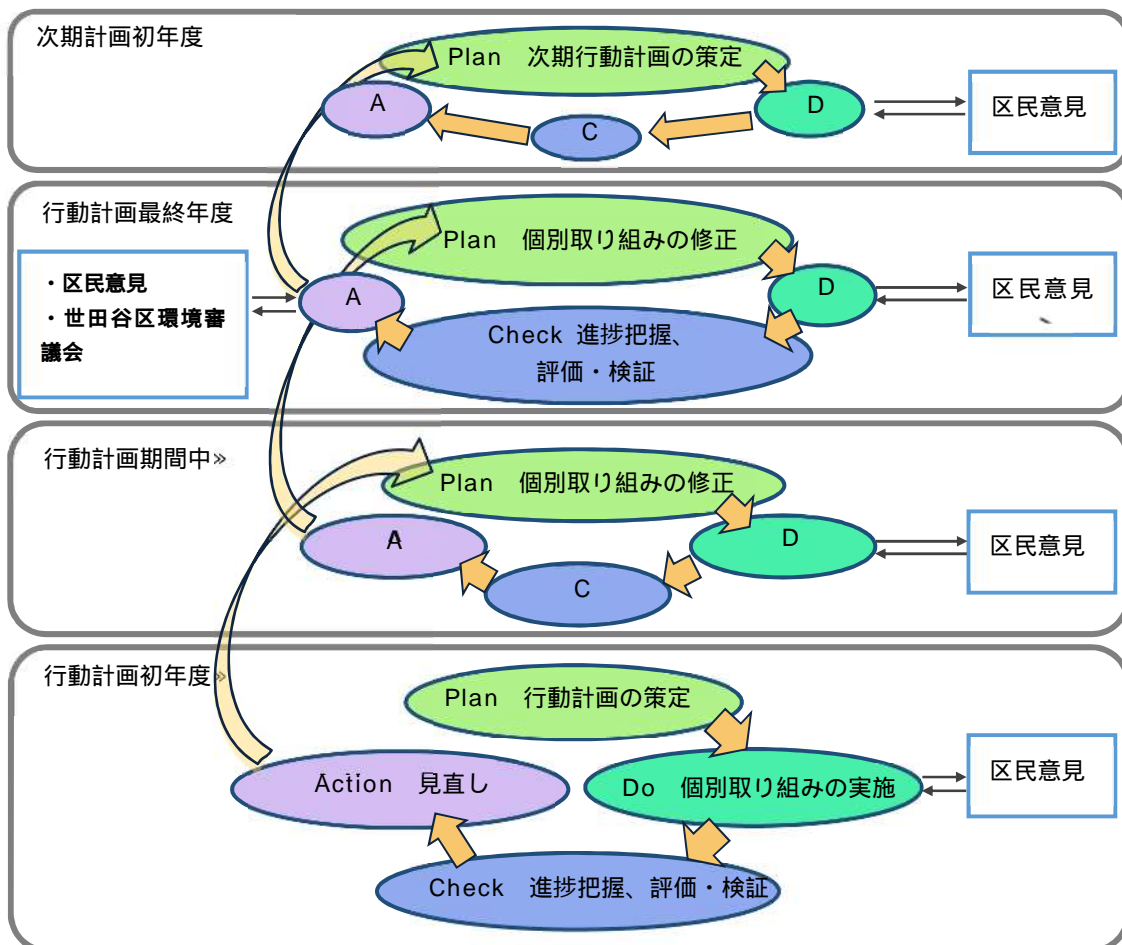 次期計画初年度
Plan 次期行動計画の策定
A
D
C
区民意見
行動計画最終年度
Plan 個別取り組みの修正
・区民意見
・世田谷区環境審
議会
A
D
区民意見
Check 進捗把握、
評価・検証
行動計画期間中»
Plan 個別取り組みの修正
A
D
C
区民意見
行動計画初年度»
Plan 行動計画の策定
Action 見直し
Do 個別取り組みの実施
区民意見
Check 進捗把握、評価・検証